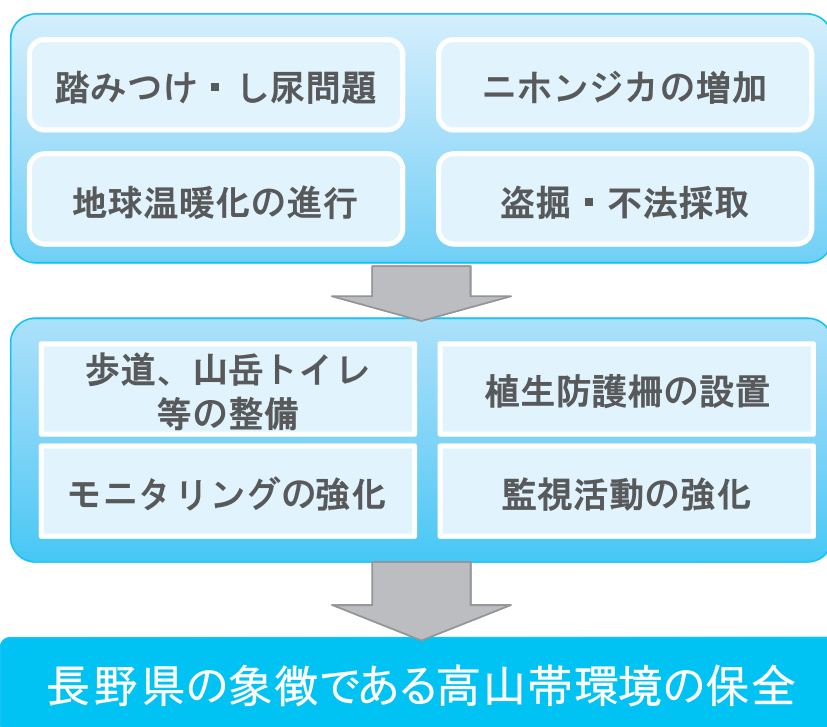 踏みつけ・し尿問題
ニホンジカの増加
地球温暖化の進行
盗掘・不法採取
歩道、山岳トイレ
等の整備
植生防護柵の設置
モニタリングの強化
監視活動の強化
長野県の象徴である高山帯環境の保全